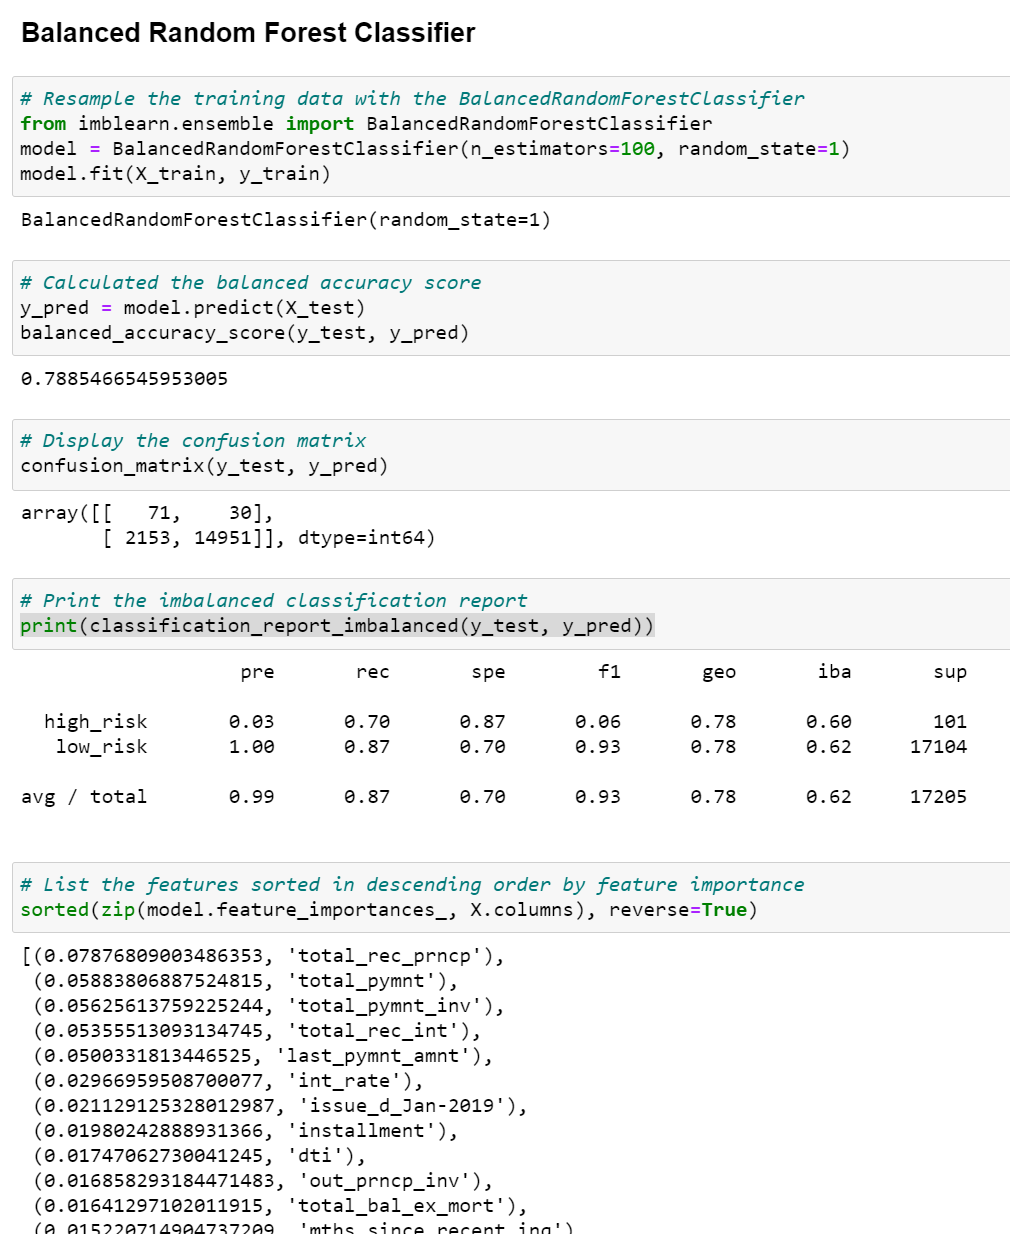 Balanced Random Forest Classifier
# Resample the training data with the BalancedRandomForestClassifier
from imblearn.ensemble import BalancedRandomForestClassifier
model = BalancedRandomForestClassifier(n_estimators=100, random_state=1)
model.fit(X_train, y_train)
BalancedRandomForestClassifier(random_state=1)
# Calculated the balanced accuracy score
y_pred = model.predict(X_test)
balanced_accuracy_score(y_test, y_pred)
0.7885466545953005
# Display the confusion matrix
confusion_matrix(y_test, y_pred)
array([[   71,    30],
       [ 2153, 14951]], dtype=int64)
# Print the imbalanced classification report
print(classification_report_imbalanced(y_test, y_pred))
                   pre       rec       spe        f1       geo       iba       sup
  high_risk       0.03      0.70      0.87      0.06      0.78      0.60       101
   low_risk       1.00      0.87      0.70      0.93      0.78      0.62     17104
avg / total       0.99      0.87      0.70      0.93      0.78      0.62     17205
# List the features sorted in descending order by feature importance
sorted(zip(model.feature_importances_, X.columns), reverse=True)
[(0.07876809003486353, 'total_rec_prncp'),
 (0.05883806887524815, 'total_pymnt'),
 (0.05625613759225244, 'total_pymnt_inv'),
 (0.05355513093134745, 'total_rec_int'),
 (0.0500331813446525, 'last_pymnt_amnt'),
 (0.02966959508700077, 'int_rate'),
 (0.021129125328012987, 'issue_d_Jan-2019'),
 (0.01980242888931366, 'installment'),
 (0.01747062730041245, 'dti'),
 (0.016858293184471483, 'out_prncp_inv'),
 (0.01641297102011915, 'total_bal_ex_mort'),
 (0.015220714904737209, 'mths_since_recent_inq')